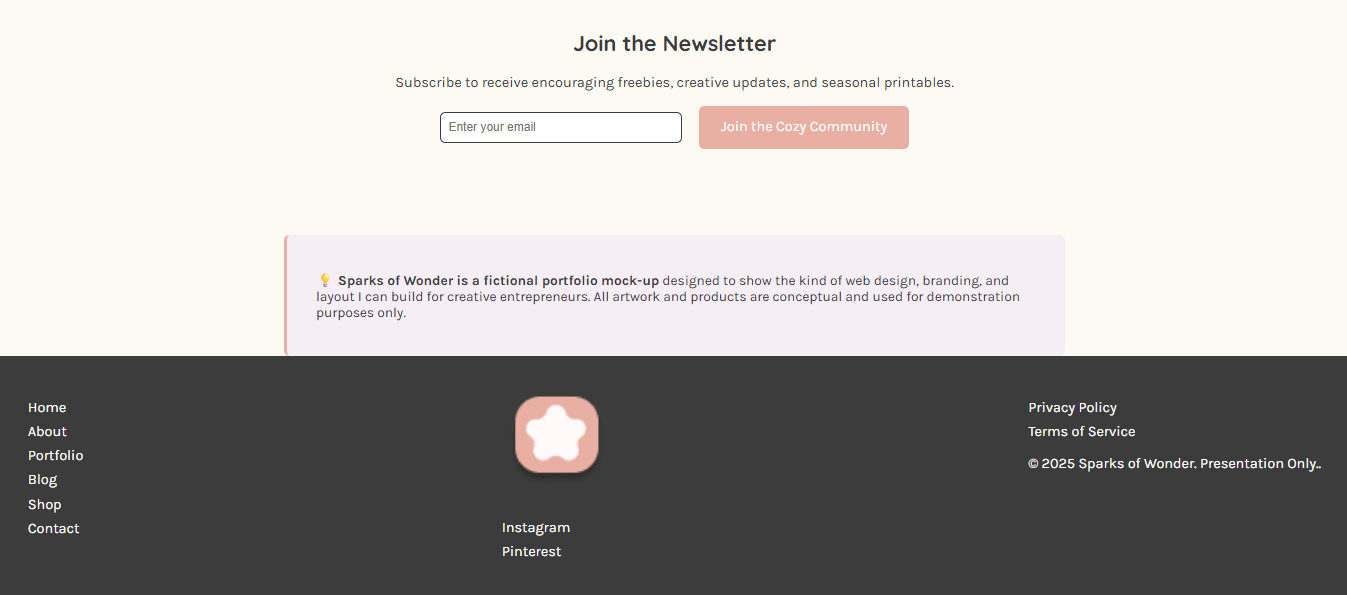 Join the Newsletter
Subscribe to receive encouraging freebies, creative updates, and seasonal printables.
Enter your email
Join the Cozy Community
💡 Sparks of Wonder is a fictional portfolio mock-up designed to show the kind of web design, branding, and
layout I can build for creative entrepreneurs. All artwork and products are conceptual and used for demonstration
purposes only.
Home
About
Portfolio
Blog
Shop
Contact
Instagram
Pinterest
Privacy Policy
Terms of Service
© 2025 Sparks of Wonder. Presentation Only..